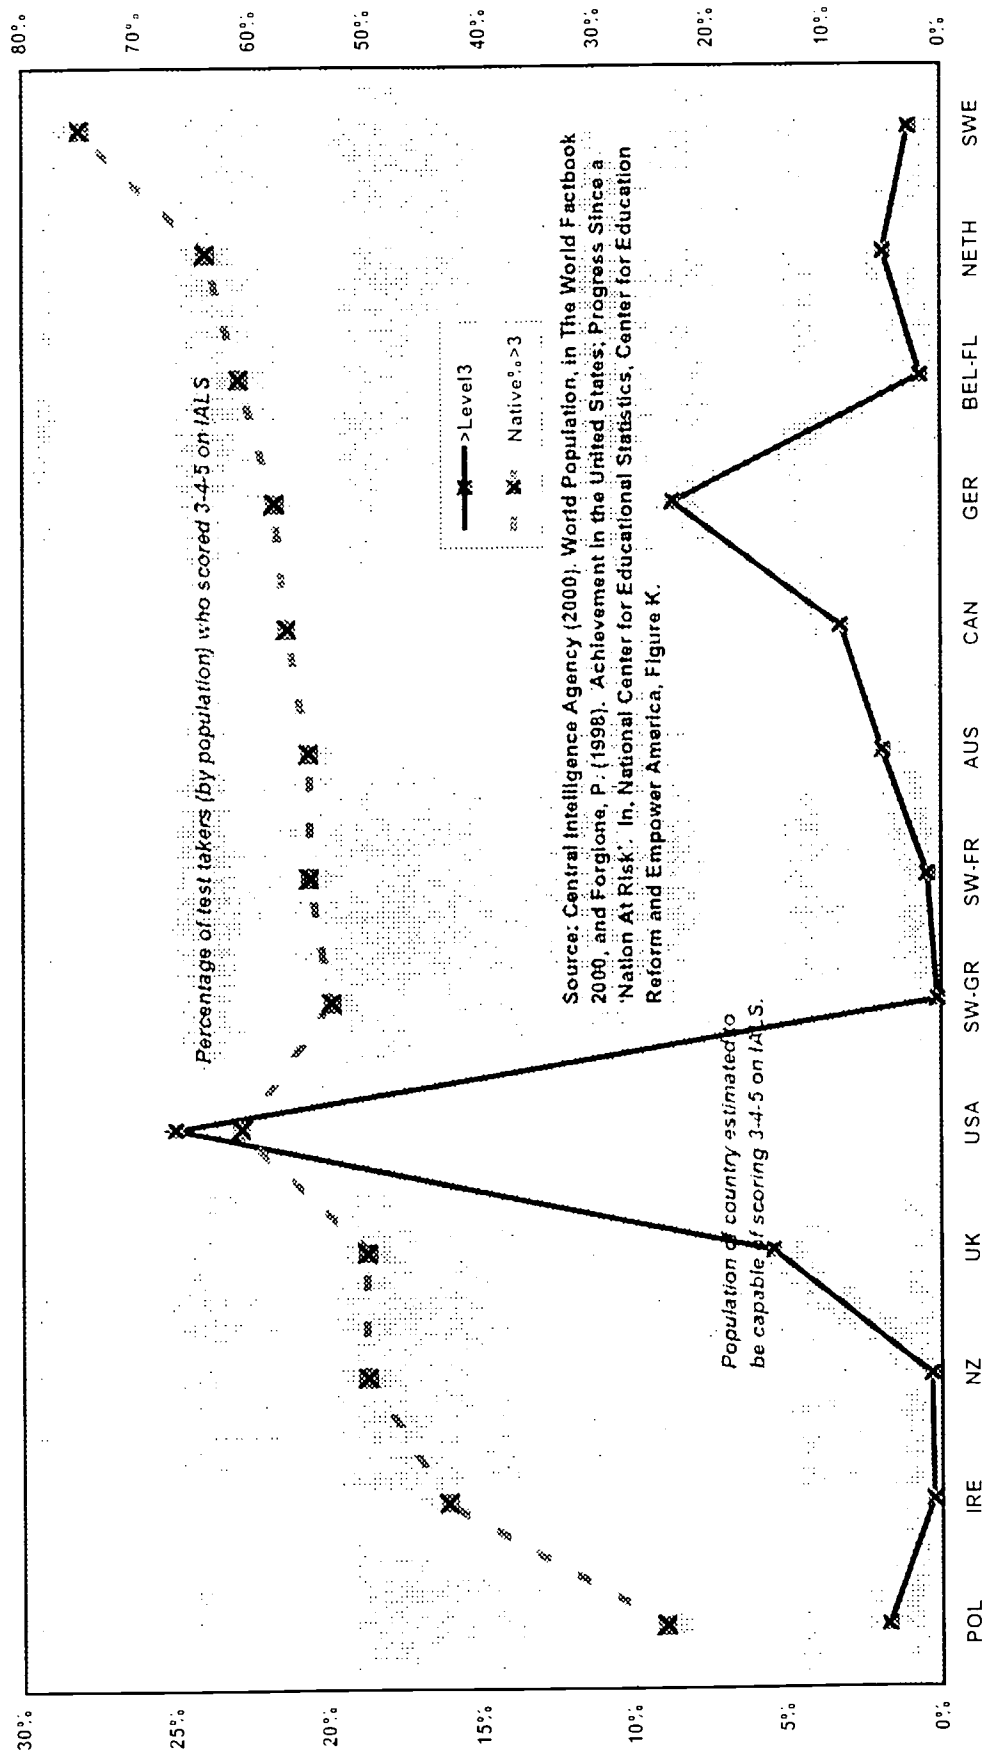 30%
25%
20%
15%
10%
5%
0%
80%
70%
60%
50%
40%
30%
20%
10%
0%
Percentage of test takers (by population) who scored 3-4-5 on IALS
>Level3
Native%>3
Source: Central Intelligence Agency (2000). World Population, in The World Factbook
2000, and Forgione, P. (1998). Achievement in the United States; Progress Since a
'Nation At Risk'. In, National Center for Educational Statistics, Center for Education
Reform and Empower America, Figure K.
Population of country estimated to
be capable of scoring 3-4-5 on IALS.
POL
IRE
NZ
UK
USA
SW-GR
SW-FR
AUS
CAN
GER
BEL-FL
NETH
SWE